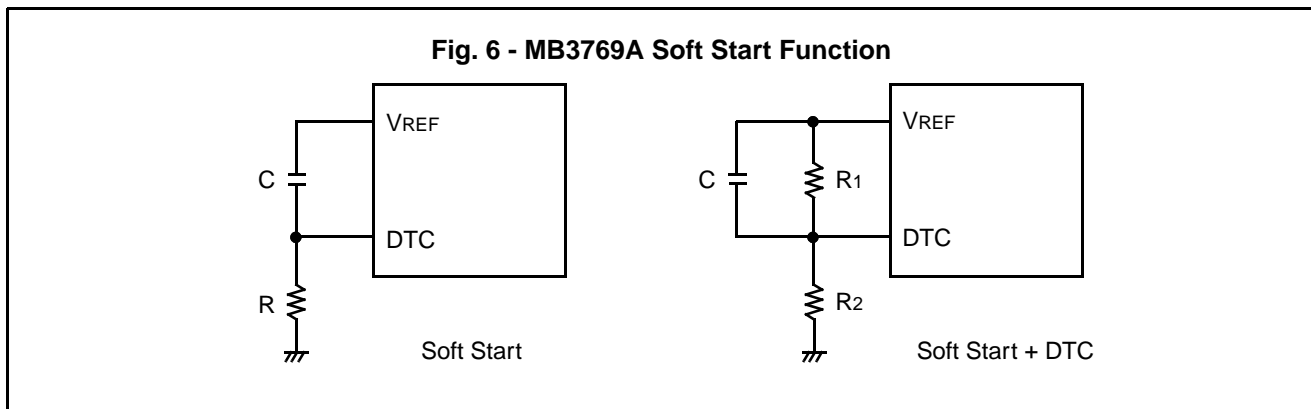 Fig. 6 - MB3769A Soft Start Function
VREF
C
DTC
R
Soft Start
VREF
C
R1
DTC
R2
Soft Start + DTC